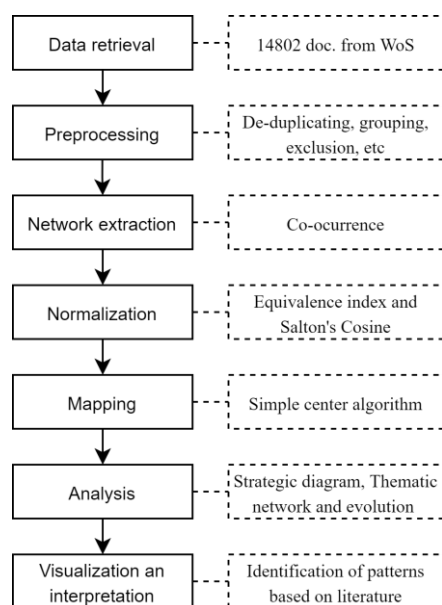 Data retrieval
14802 doc. from WoS
Preprocessing
De-duplicating, grouping,
exclusion, etc
Network extraction
Co-ocurrence
Normalization
Equivalence index and
Salton's Cosine
Mapping
Simple center algorithm
Analysis
Strategic diagram, Thematic
network and evolution
Visualization an
interpretation
Identification of patterns
based on literature